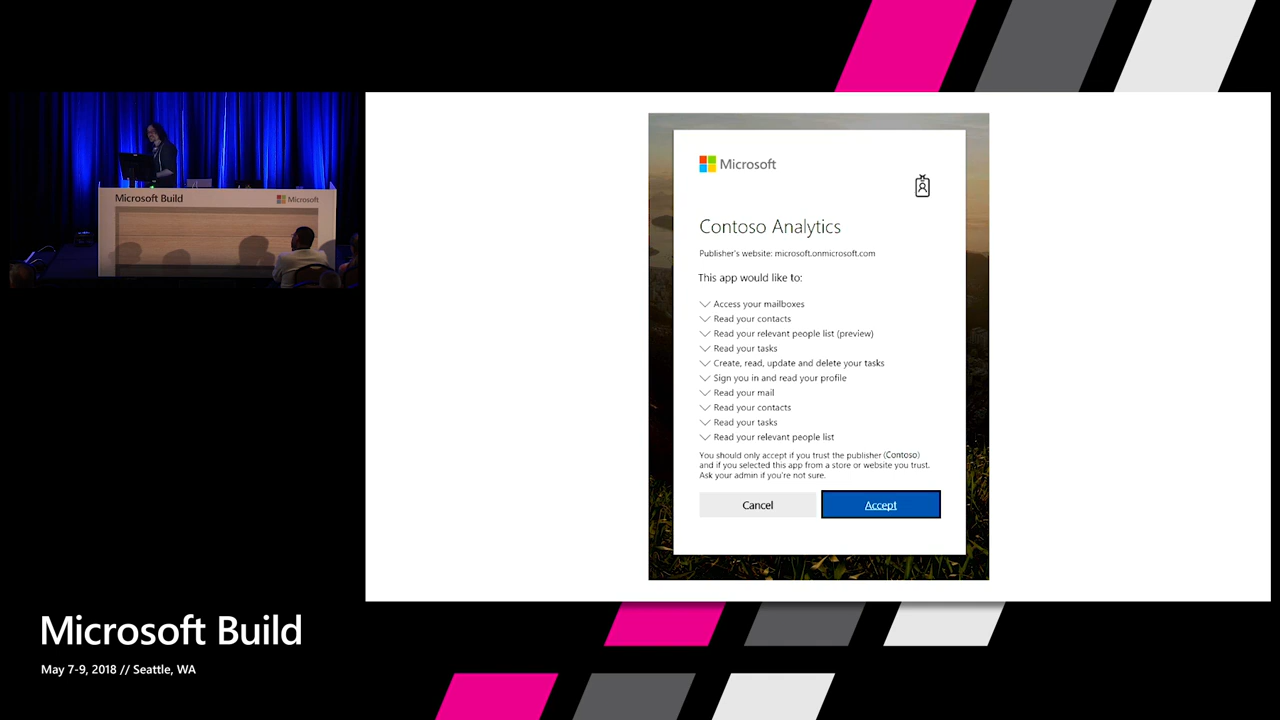 Microsoft Build
Microsoft
Microsoft
Contoso Analytics
Publisher's website: microsoft.onmicrosoft.com
This app would like to:
Access your mailboxes
Read your contacts
Read your relevant people list (preview)
Read your tasks
Create, read, update and delete your tasks
Sign you in and read your profile
Read your mail
Read your contacts
Read your tasks
Read your relevant people list
You should only accept if you trust the publisher (Contoso)
and if you selected this app from a store or website you trust.
Ask your admin if you're not sure.
Cancel
Accept
Microsoft Build
May 7-9, 2018 // Seattle, WA